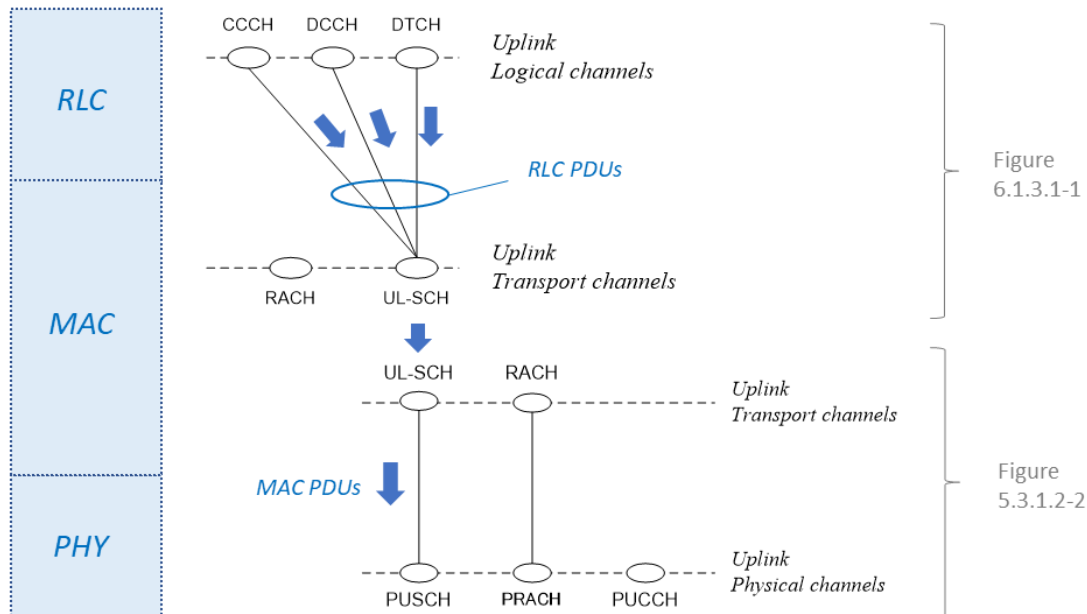 CCCH DCCH DTCH
Uplink
Logical channels
RLC
RLC PDUs
Figure
6.1.3.1-1
Uplink
Transport channels
RACH UL-SCH
MAC
UL-SCH RACH
Uplink
Transport channels
MAC PDUs
Figure
5.3.1.2-2
PHY
Uplink
Physical channels
PUSCH PRACH PUCCH